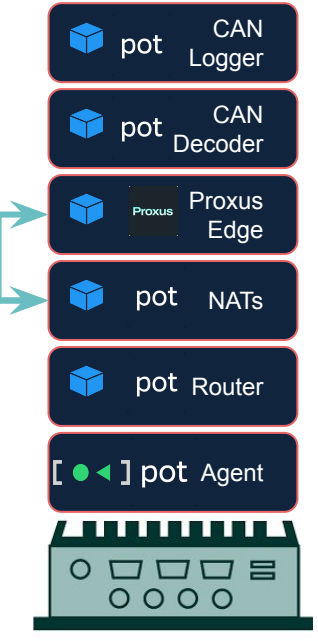 pot CAN
Logger
pot CAN
Decoder
Proxus Proxus
Edge
pot NATs
pot Router
[ ] pot Agent